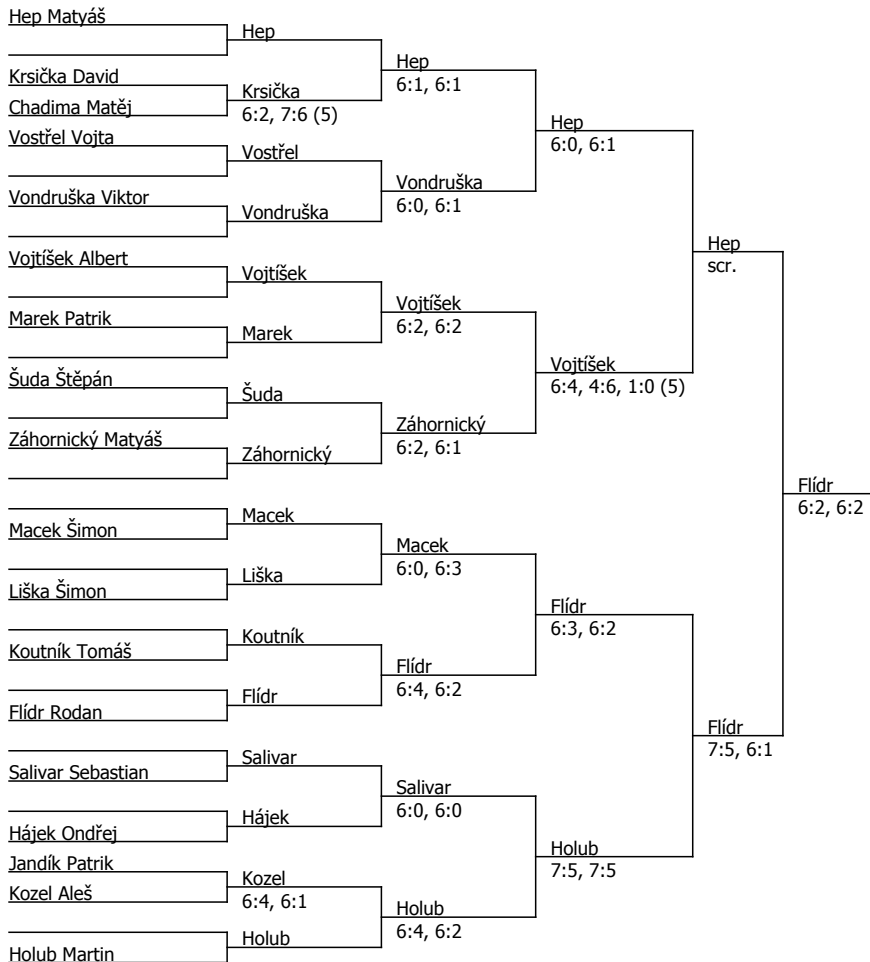 Hep Matyáš
Krsička David
Chadima Matěj
Vostřel Vojta
Vondruška Viktor
Vojtíšek Albert
Marek Patrik
Šuda Štěpán
Záhornický Matyáš
Macek Šimon
Liška Šimon
Koutník Tomáš
Flídr Rodan
Salivar Sebastian
Hájek Ondřej
Jandík Patrik
Kozel Aleš
Holub Martin
Hep
Krsička
6:2, 7:6 (5)
Vostřel
Vondruška
Vojtíšek
Marek
Šuda
Záhornický
Macek
Liška
Koutník
Flídr
Salivar
Hájek
Kozel
6:4, 6:1
Holub
Hep
6:1, 6:1
Vondruška
6:0, 6:1
Vojtíšek
6:2, 6:2
Záhornický
6:2, 6:1
Macek
6:0, 6:3
Flídr
6:4, 6:2
Salivar
6:0, 6:0
Holub
6:4, 6:2
Hep
6:0, 6:1
Vojtíšek
6:4, 4:6, 1:0 (5)
Flídr
6:3, 6:2
Holub
7:5, 7:5
Hep
scr.
Flídr
7:5, 6:1
Flídr
6:2, 6:2